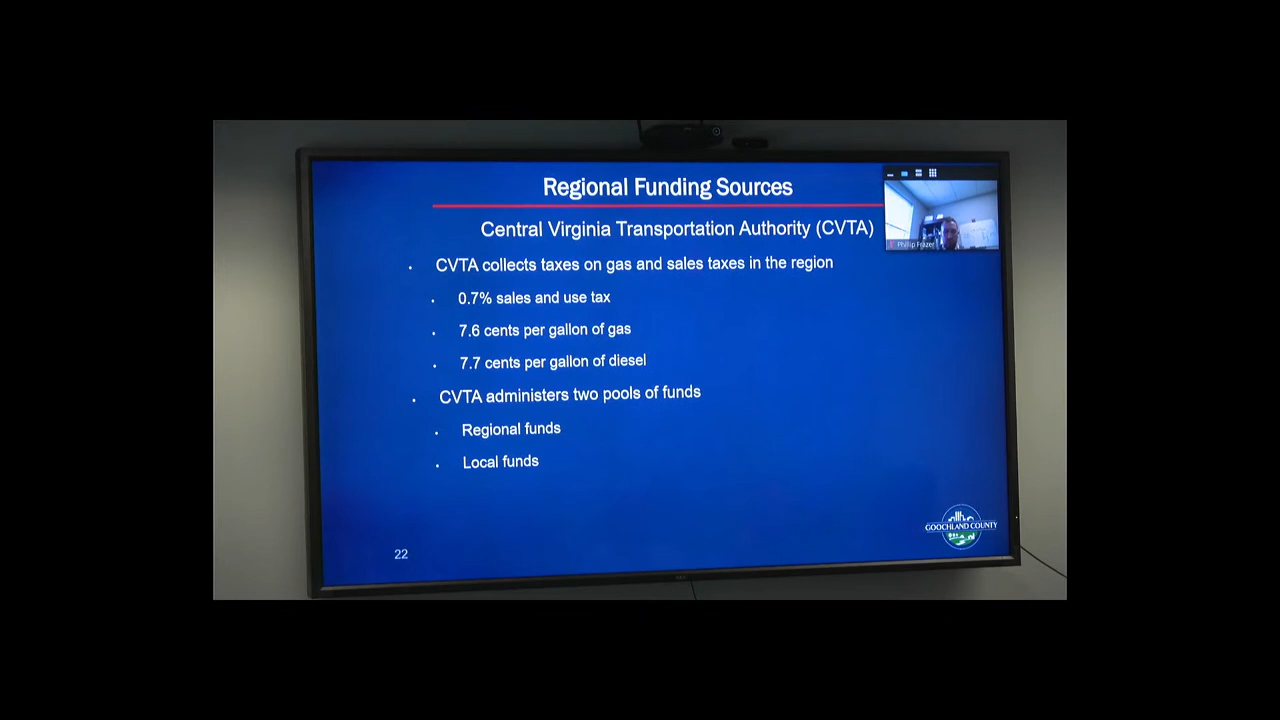 Regional Funding Sources
Central Virginia Transportation Authority (CVTA)
Phillip Frazer
CVTA collects taxes on gas and sales taxes in the region
0.7% sales and use tax
7.6 cents per gallon of gas
7.7 cents per gallon of diesel
CVTA administers two pools of funds
Regional funds
Local funds
GOOCHLAND COUNTY
22